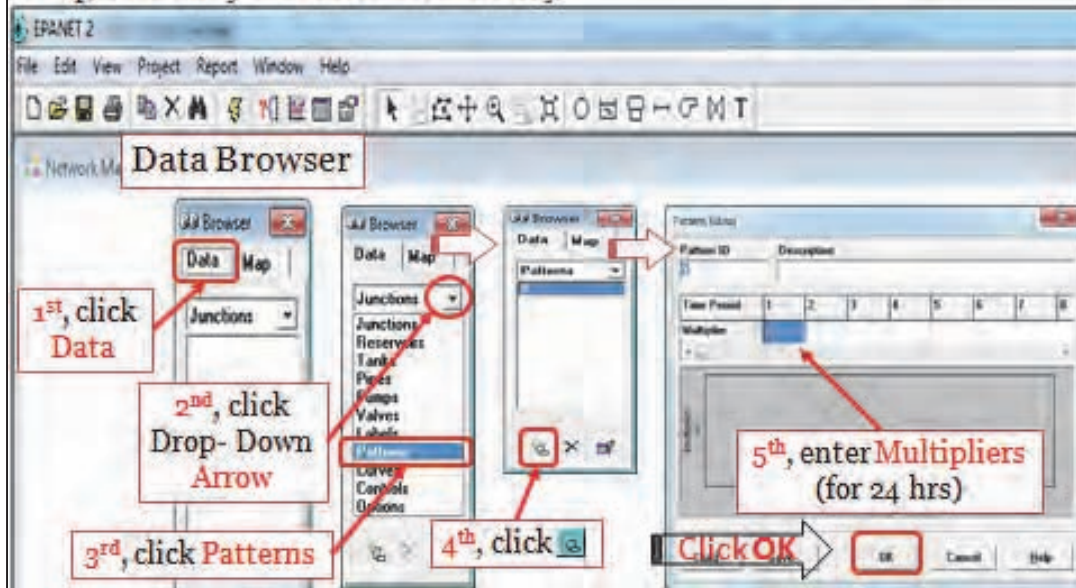 EPANET 2
File Edit View Project Report Window Help
Data Browser
Browser
Data Map
Junctions
1st, click
Data
2nd, click
Drop- Down
Arrow
3rd, click Patterns
Browser
Data Map
Junctions
Junctions
Reservoirs
Tanks
Pipes
Pumps
Valves
Labels
Patterns
Curves
Controls
Options
Browser
Data Map
Patterns
4th, click
Pattern Editor
Pattern ID Description
Time Period 1 2 3 4 5 6 7 8
Multiplier
5th, enter Multipliers
(for 24 hrs)
Click OK
OK Cancel Help